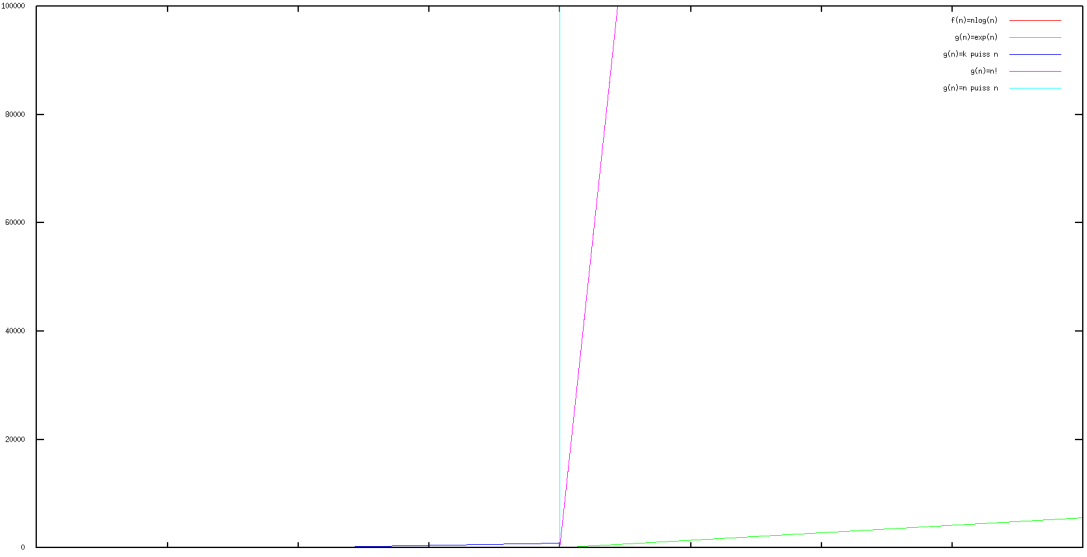 100000
80000
60000
40000
20000
0
f(n)=nlog(n)
g(n)=exp(n)
g(n)=k puiss n
g(n)=n!
g(n)=n puiss n